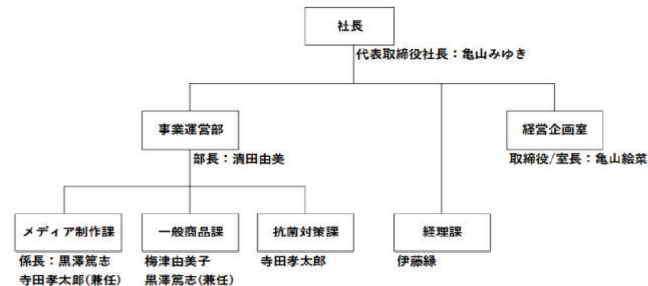 社長
代表取締役社長：亀山みゆき
事業運営部
部長：濱田由美
経営企画室
取締役/室長：亀山絵菜
メディア制作課
係長：黒澤篤志
寺田孝太郎(兼任)
一般商品課
梅津由美子
黒澤篤志(兼任)
抗菌対策課
寺田孝太郎
経理課
伊藤縁